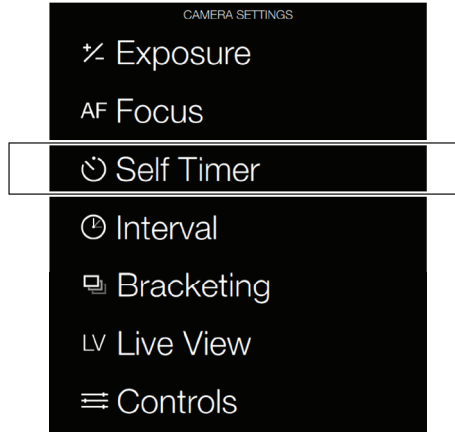 CAMERA SETTINGS
Exposure
AF Focus
Self Timer
Interval
Bracketing
LV Live View
Controls